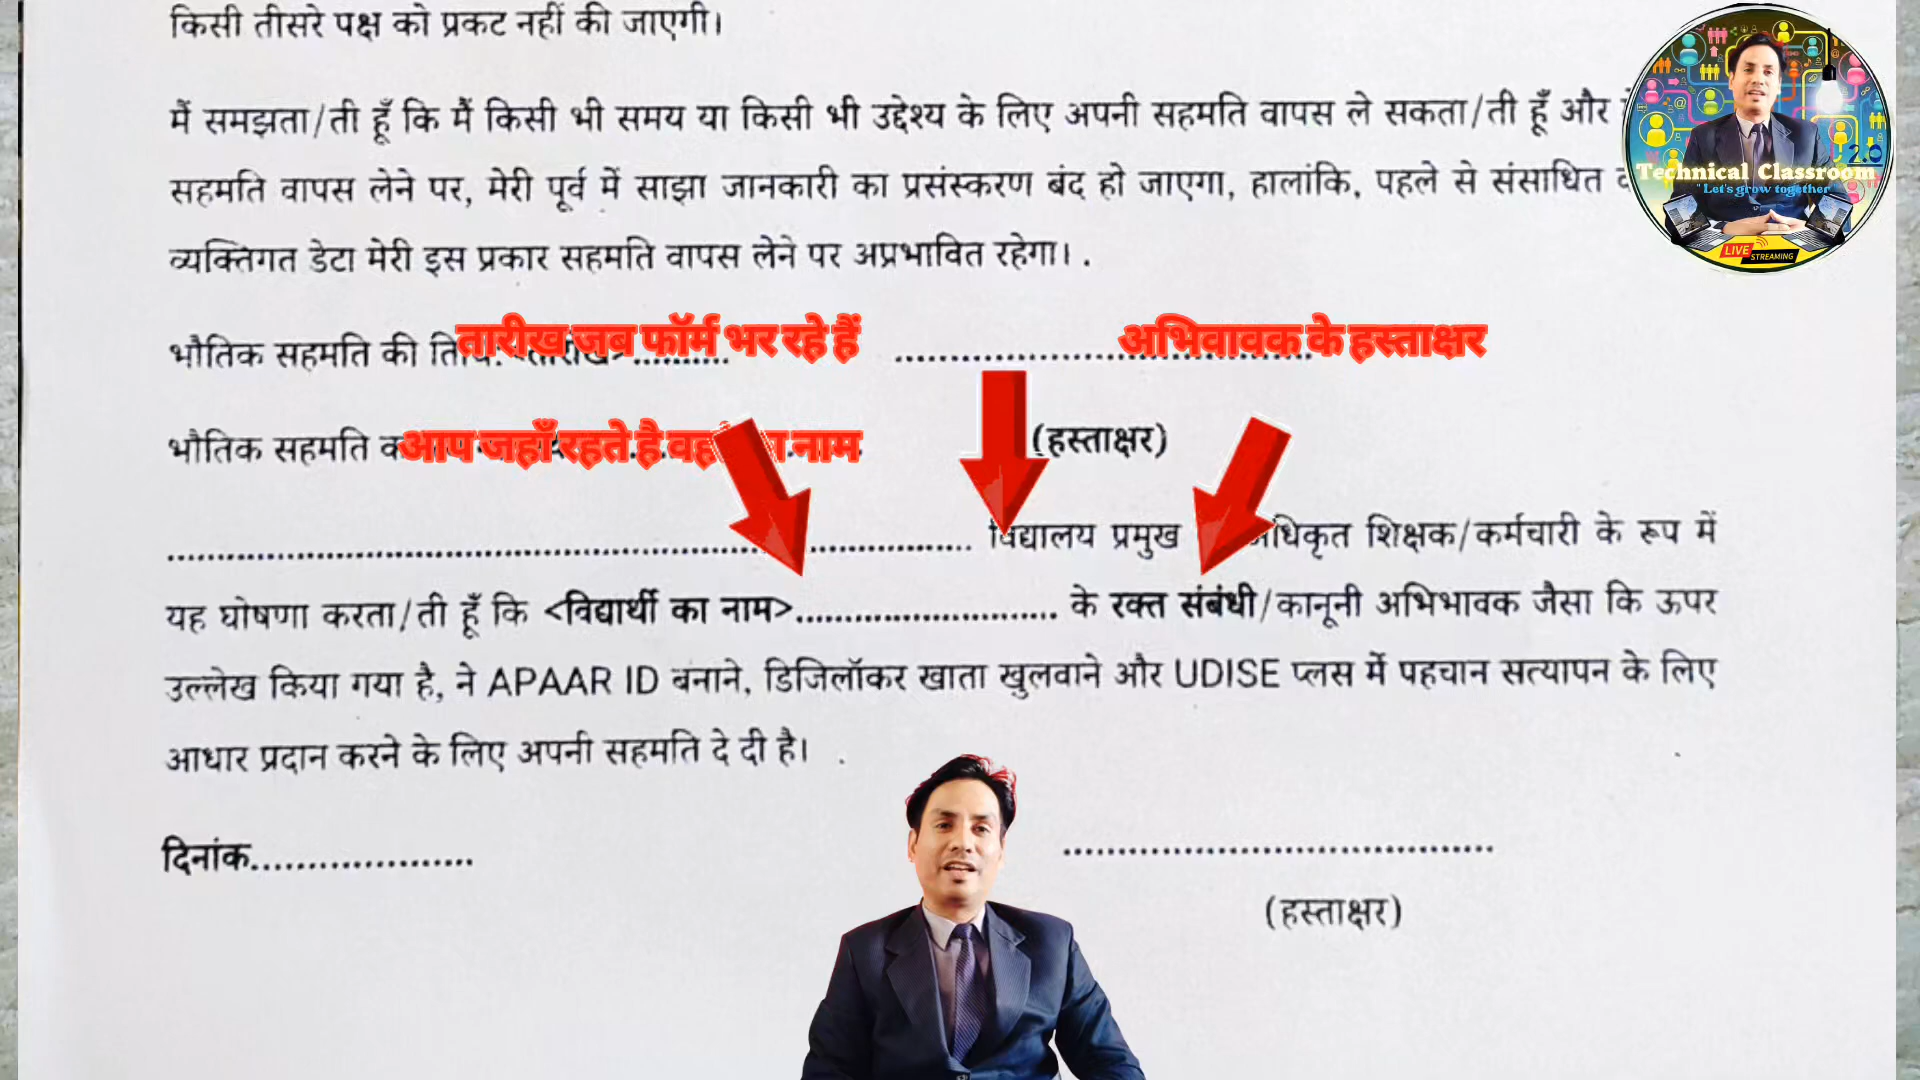 किसी तीसरे पक्ष को प्रकट नहीं की जाएगी।
मैं समझता/ती हूँ कि मैं किसी भी समय या किसी भी उद्देश्य के लिए अपनी सहमति वापस ले सकता/ती हूँ और
सहमति वापस लेने पर, मेरी पूर्व में साझा जानकारी का प्रसंस्करण बंद हो जाएगा, हालांकि, पहले से संसाधित
व्यक्तिगत डेटा मेरी इस प्रकार सहमति वापस लेने पर अप्रभावित रहेगा। .
Technical Classroom 2.0
"Let's grow together"
LIVE STREAMING
भौतिक सहमति की
तारीख जब फॉर्म भर रहे हैं
अभिवावक के हस्ताक्षर
भौतिक सहमति
आप जहाँ रहते है नाम
(हस्ताक्षर)
................................ विद्यालय प्रमुख शिक्षक/कर्मचारी के रूप में
यह घोषणा करता/ती हूँ कि <विद्यार्थी का नाम>............................ के रक्त संबंधी/कानूनी अभिभावक जैसा कि ऊपर
उल्लेख किया गया है, ने APAAR ID बनाने, डिजिलॉकर खाता खुलवाने और UDISE प्लस में पहचान सत्यापन के लिए
आधार प्रदान करने के लिए अपनी सहमति दे दी है।
दिनांक....................
(हस्ताक्षर)